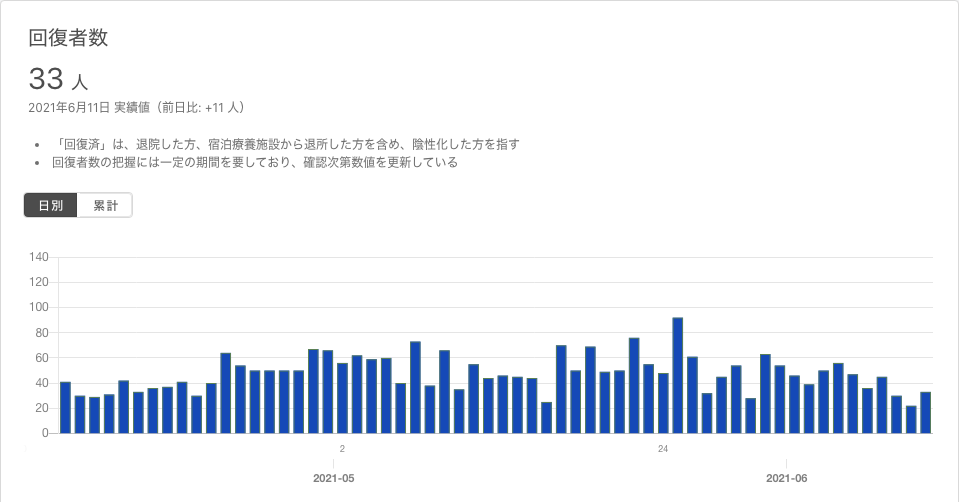 回復者数
33 人
2021年6月11日 実績値（前日比: +11 人）
• 「回復済」は、退院した方、宿泊療養施設から退所した方を含め、陰性化した方を指す
• 回復者数の把握には一定の期間を要しており、確認次第数値を更新している
日別 累計
140
120
100
80
60
40
20
0
2 24
2021-05 2021-06